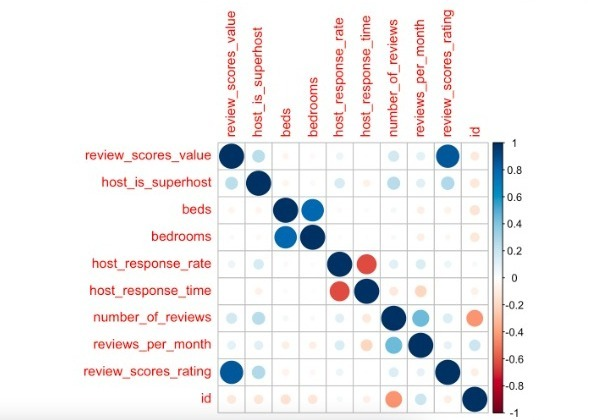 review_scores_value
host_is_superhost
beds
bedrooms
host_response_rate
host_response_time
number_of_reviews
reviews_per_month
review_scores_rating
id
review_scores_value
host_is_superhost
beds
bedrooms
host_response_rate
host_response_time
number_of_reviews
reviews_per_month
review_scores_rating
id
1
0.8
0.6
0.4
0.2
0
-0.2
-0.4
-0.6
-0.8
-1